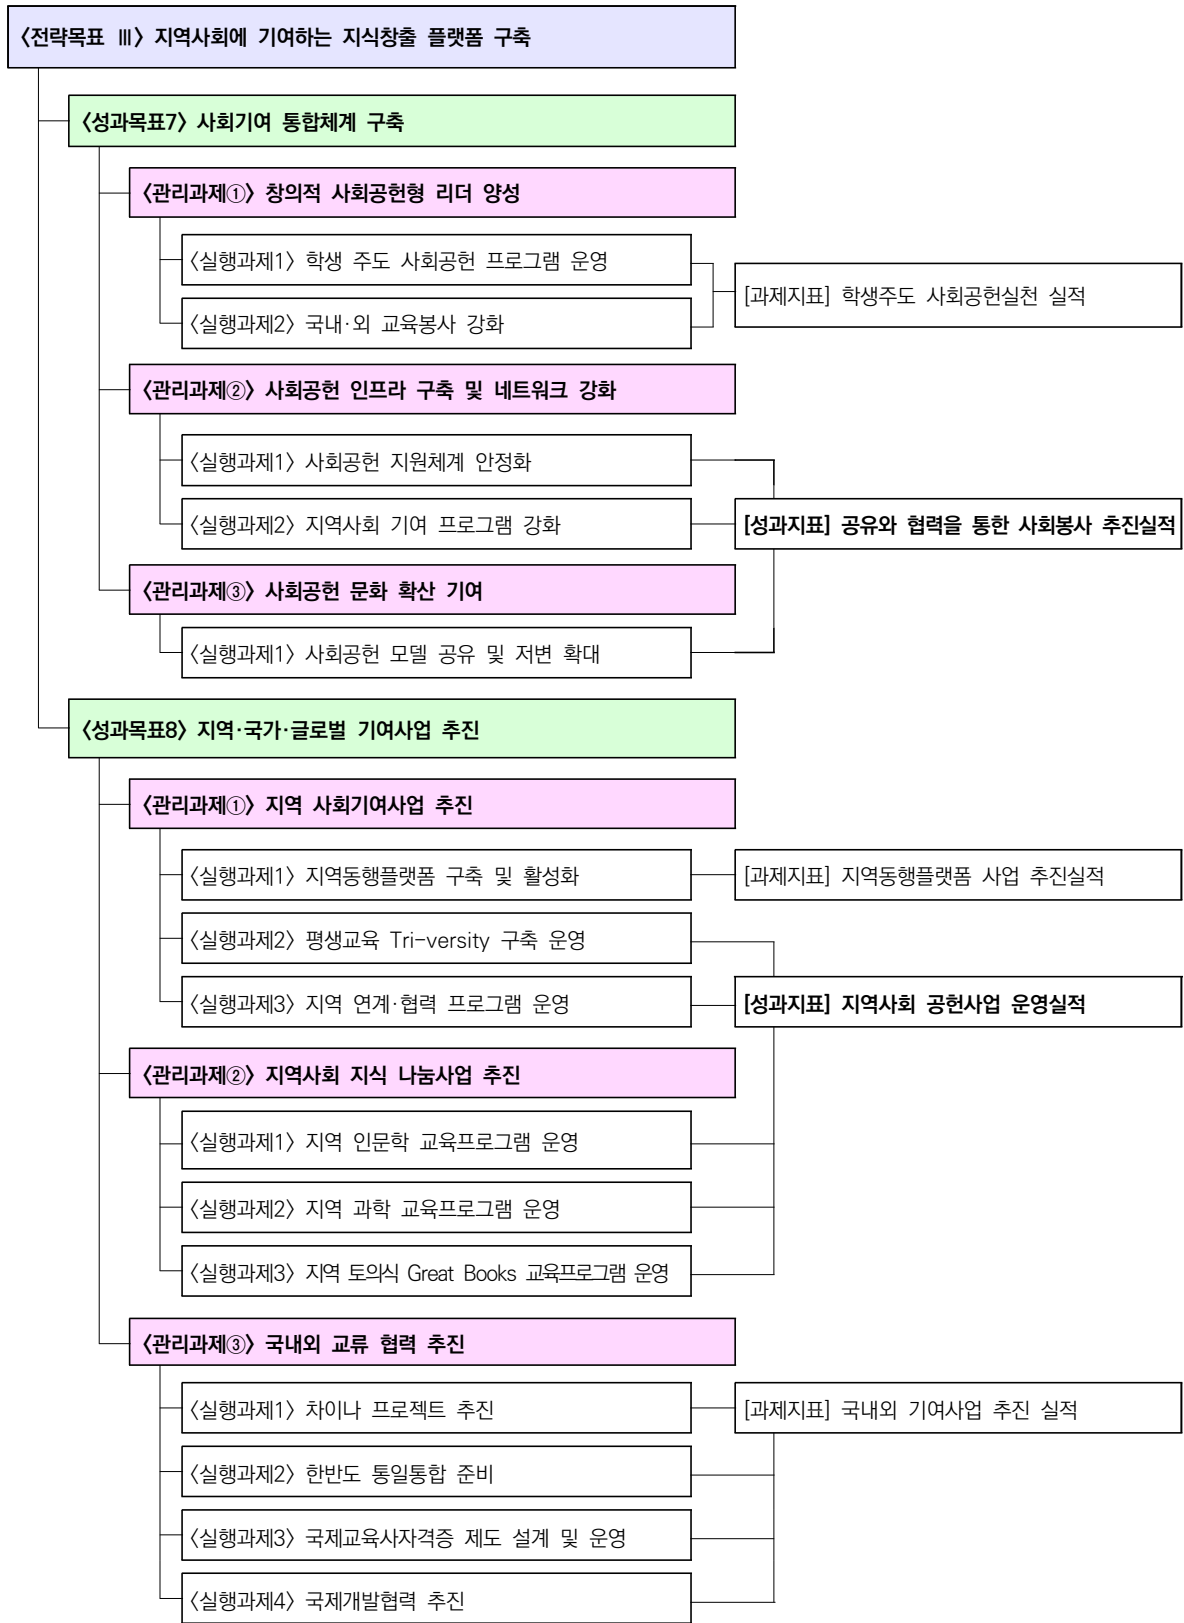 〈전략목표 Ⅲ〉 지역사회에 기여하는 지식창출 플랫폼 구축
〈성과목표7〉 사회기여 통합체계 구축
〈관리과제①〉 창의적 사회공헌형 리더 양성
〈실행과제1〉 학생 주도 사회공헌 프로그램 운영
[과제지표] 학생주도 사회공헌실천 실적
〈실행과제2〉 국내·외 교육봉사 강화
〈관리과제②〉 사회공헌 인프라 구축 및 네트워크 강화
〈실행과제1〉 사회공헌 지원체계 안정화
〈실행과제2〉 지역사회 기여 프로그램 강화
[성과지표] 공유와 협력을 통한 사회봉사 추진실적
〈관리과제③〉 사회공헌 문화 확산 기여
〈실행과제1〉 사회공헌 모델 공유 및 저변 확대
〈성과목표8〉 지역·국가·글로벌 기여사업 추진
〈관리과제①〉 지역 사회기여사업 추진
〈실행과제1〉 지역동행플랫폼 구축 및 활성화
[과제지표] 지역동행플랫폼 사업 추진실적
〈실행과제2〉 평생교육 Tri-versity 구축 운영
〈실행과제3〉 지역 연계·협력 프로그램 운영
[성과지표] 지역사회 공헌사업 운영실적
〈관리과제②〉 지역사회 지식 나눔사업 추진
〈실행과제1〉 지역 인문학 교육프로그램 운영
〈실행과제2〉 지역 과학 교육프로그램 운영
〈실행과제3〉 지역 토의식 Great Books 교육프로그램 운영
〈관리과제③〉 국내외 교류 협력 추진
〈실행과제1〉 차이나 프로젝트 추진
[과제지표] 국내외 기여사업 추진 실적
〈실행과제2〉 한반도 통일통합 준비
〈실행과제3〉 국제교육사자격증 제도 설계 및 운영
〈실행과제4〉 국제개발협력 추진